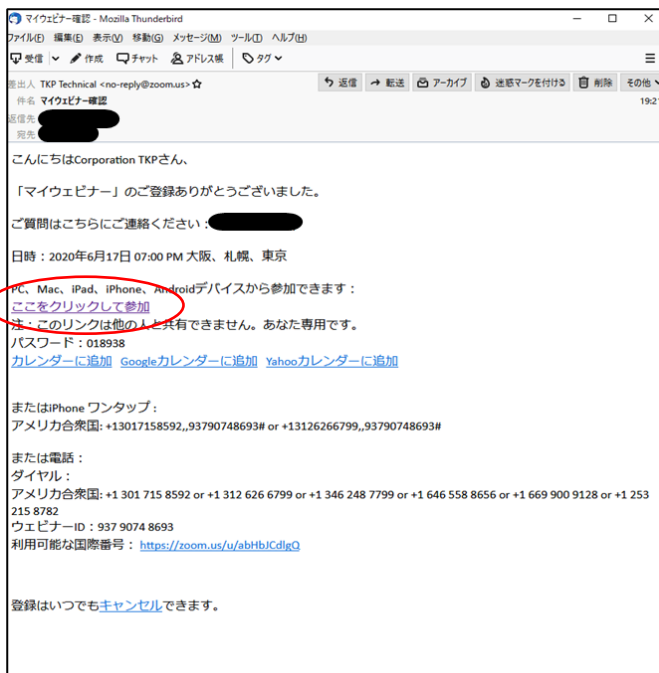 マイウェビナー確認 - Mozilla Thunderbird
ファイル(F) 編集(E) 表示(V) 移動(G) メッセージ(M) ツール(T) ヘルプ(H)
受信 作成 チャット アドレス帳 タグ
差出人 TKP Technical <no-reply@zoom.us> 返信 転送 アーカイブ 迷惑マークを付ける 削除 その他
件名 マイウェビナー確認 19:21
返信先
宛先
こんにちはCorporation TKPさん、
「マイウェビナー」のご登録ありがとうございました。
ご質問はこちらにご連絡ください：
日時：2020年6月17日 07:00 PM 大阪、札幌、東京
PC、Mac、iPad、iPhone、Androidデバイスから参加できます：
ここをクリックして参加
注：このリンクは他の人と共有できません。あなた専用です。
パスワード：018938
カレンダーに追加 Googleカレンダーに追加 Yahooカレンダーに追加
またはiPhone ワンタップ：
アメリカ合衆国: +13017158592,,93790748693# or +13126266799,,93790748693#
または電話：
ダイヤル：
アメリカ合衆国: +1 301 715 8592 or +1 312 626 6799 or +1 346 248 7799 or +1 646 558 8656 or +1 669 900 9128 or +1 253
215 8782
ウェビナーID：937 9074 8693
利用可能な国際番号： https://zoom.us/u/abHbJCdlgQ
登録はいつでもキャンセルできます。